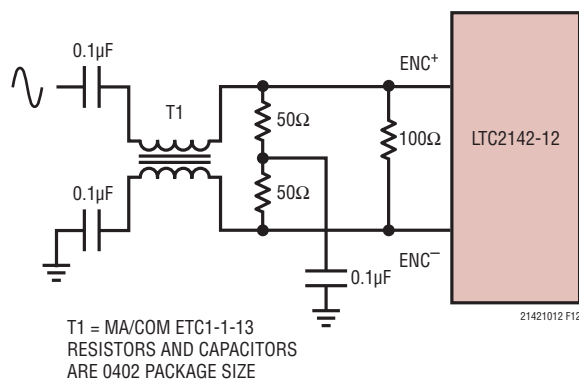 0.1µF
ENC+
T1
50Ω
100Ω
LTC2142-12
0.1µF
50Ω
ENC−
0.1µF
21421012 F12
T1 = MA/COM ETC1-1-13
RESISTORS AND CAPACITORS
ARE 0402 PACKAGE SIZE